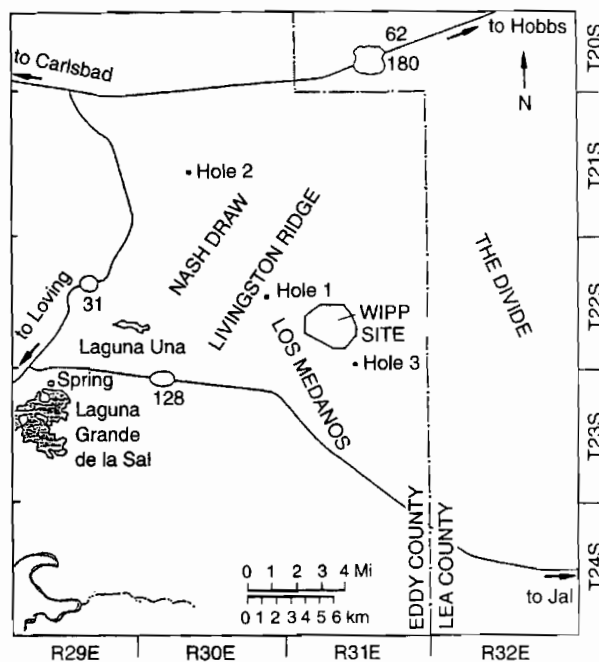 62
180
to Hobbs
to Carlsbad
N
T20S
T21S
T22S
T23S
T24S
Hole 2
NASH DRAW
LIVINGSTON RIDGE
THE DIVIDE
Hole 1
WIPP
SITE
to Loving
31
Laguna Una
LOS MEDANOS
Hole 3
Spring
128
Laguna
Grande
de la Sal
EDDY COUNTY
LEA COUNTY
0 1 2 3 4 Mi
0 1 2 3 4 5 6 km
to Jal
R29E
R30E
R31E
R32E